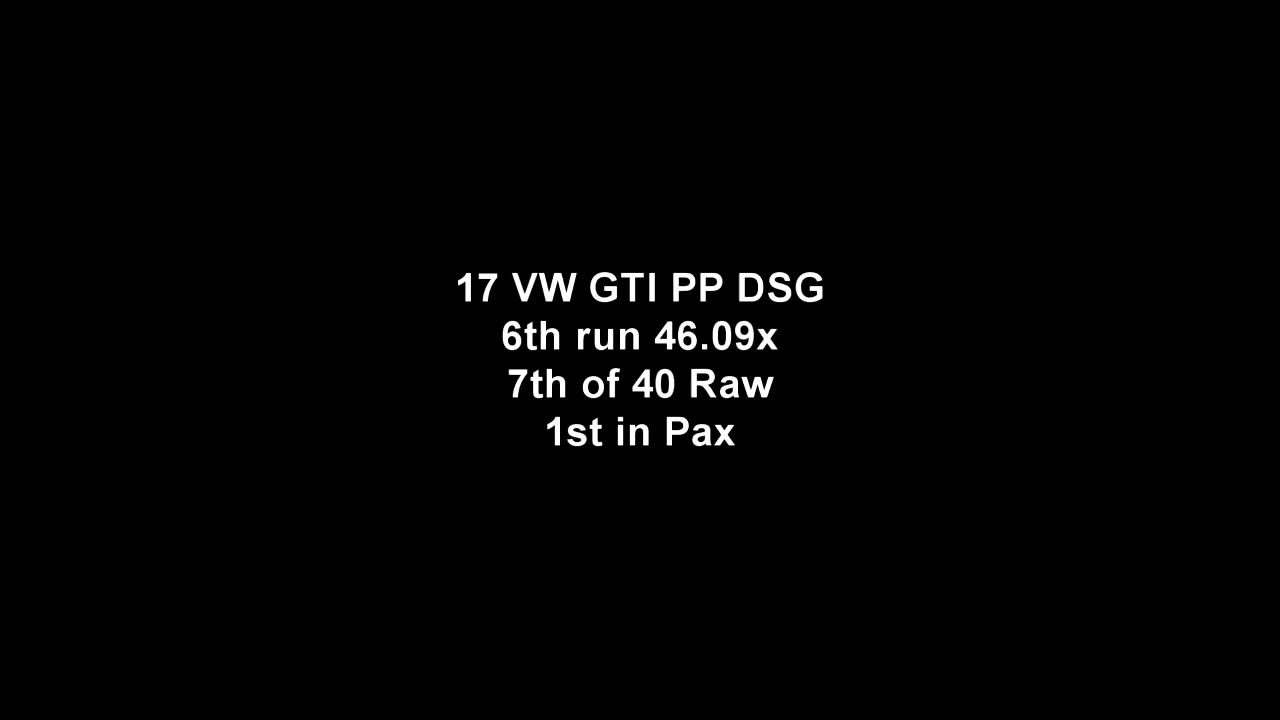 17 VW GTI PP DSG
6th run 46.09x
7th of 40 Raw
1st in Pax